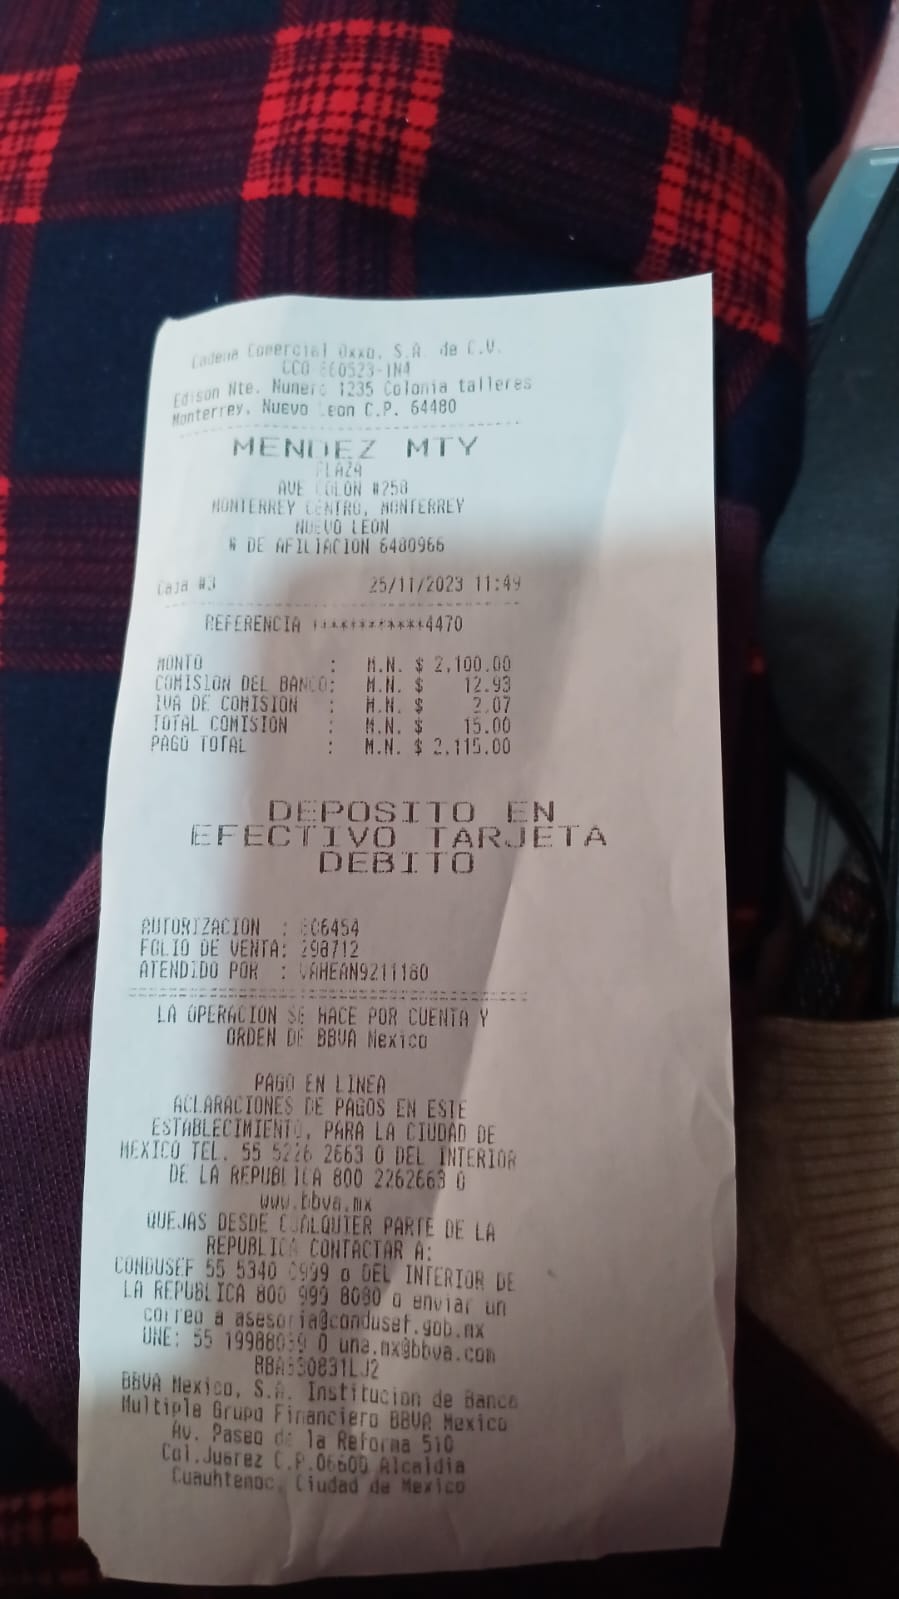 Cadena Comercial Oxxo, S.A. de C.V.
CCO 860523-1N4
Edison Nte. Numero 1235 Colonia talleres
Monterrey, Nuevo Leon C.P. 64480
MENDEZ MTY
PLAZA
AVE COLON #258
MONTERREY CENTRO, MONTERREY
NUEVO LEON
# DE AFILIACION 6480966
Caja #3 25/11/2023 11:49
REFERENCIA ************4470
MONTO : M.N. $ 2,100.00
COMISION DEL BANCO: M.N. $ 12.93
IVA DE COMISION : M.N. $ 2.07
TOTAL COMISION : M.N. $ 15.00
PAGO TOTAL : M.N. $ 2,115.00
DEPOSITO EN
EFECTIVO TARJETA
DEBITO
AUTORIZACION :
FOLIO DE VENTA: 298712
ATENDIDO POR :
LA OPERACION SE HACE POR CUENTA Y
ORDEN DE BBVA Mexico
PAGO EN LINEA
ACLARACIONES DE PAGOS EN ESTE
ESTABLECIMIENTO, PARA LA CIUDAD DE
MEXICO TEL. 55 5226 2663 O DEL INTERIOR
DE LA REPUBLICA 800 2262663 O
www.bbva.mx
QUEJAS DESDE CUALQUIER PARTE DE LA
REPUBLICA CONTACTAR A:
CONDUSEF 55 5340 0999 o DEL INTERIOR DE
LA REPUBLICA 800 999 8080 o enviar un
correo a asesoria@condusef.gob.mx
UNE: 55 19988039 O une.mx@bbva.com
BBA830831LJ2
BBVA Mexico, S.A. Institucion de Banca
Multiple Grupo Financiero BBVA Mexico
Av. Paseo de la Reforma 510
Col.Juarez C.P.06600 Alcaldia
Cuauhtemoc, Ciudad de Mexico